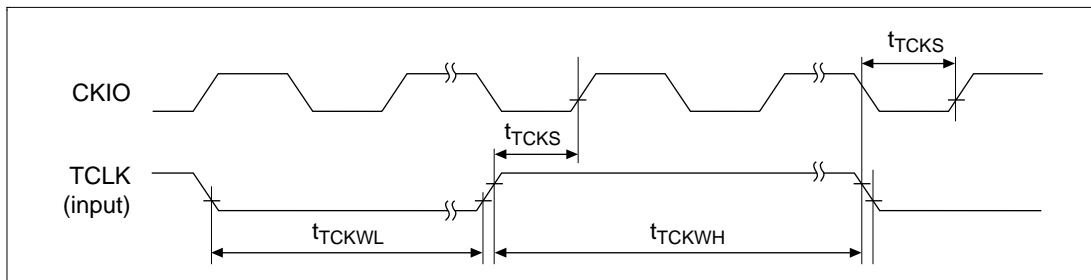 tTCKS
CKIO
tTCKS
TCLK
(input)
tTCKWL
tTCKWH